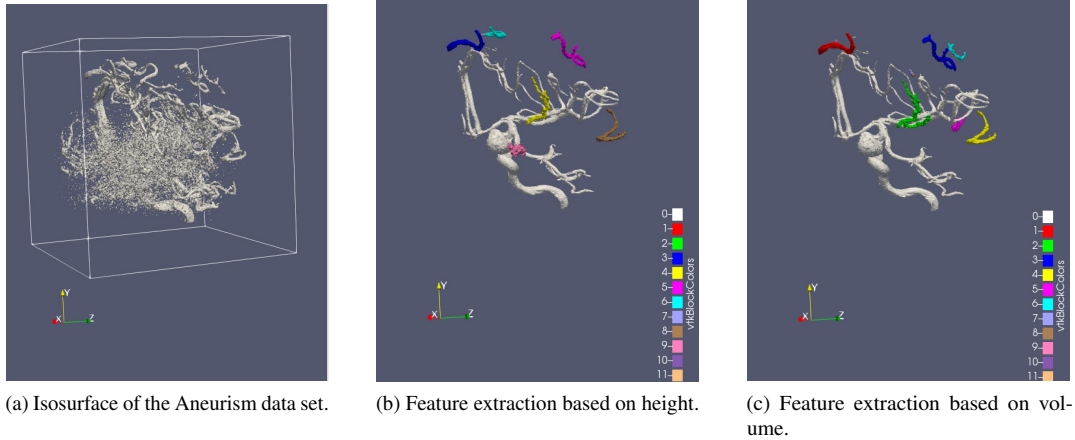 Y
X
Z
Y
X
Z
0
1
2
3
4
5
6
7
8
9
10
11
vtkBlockColors
Y
X
Z
0
1
2
3
4
5
6
7
8
9
10
11
vtkBlockColors
(a) Isosurface of the Aneurism data set.
(b) Feature extraction based on height.
(c) Feature extraction based on vol-
ume.